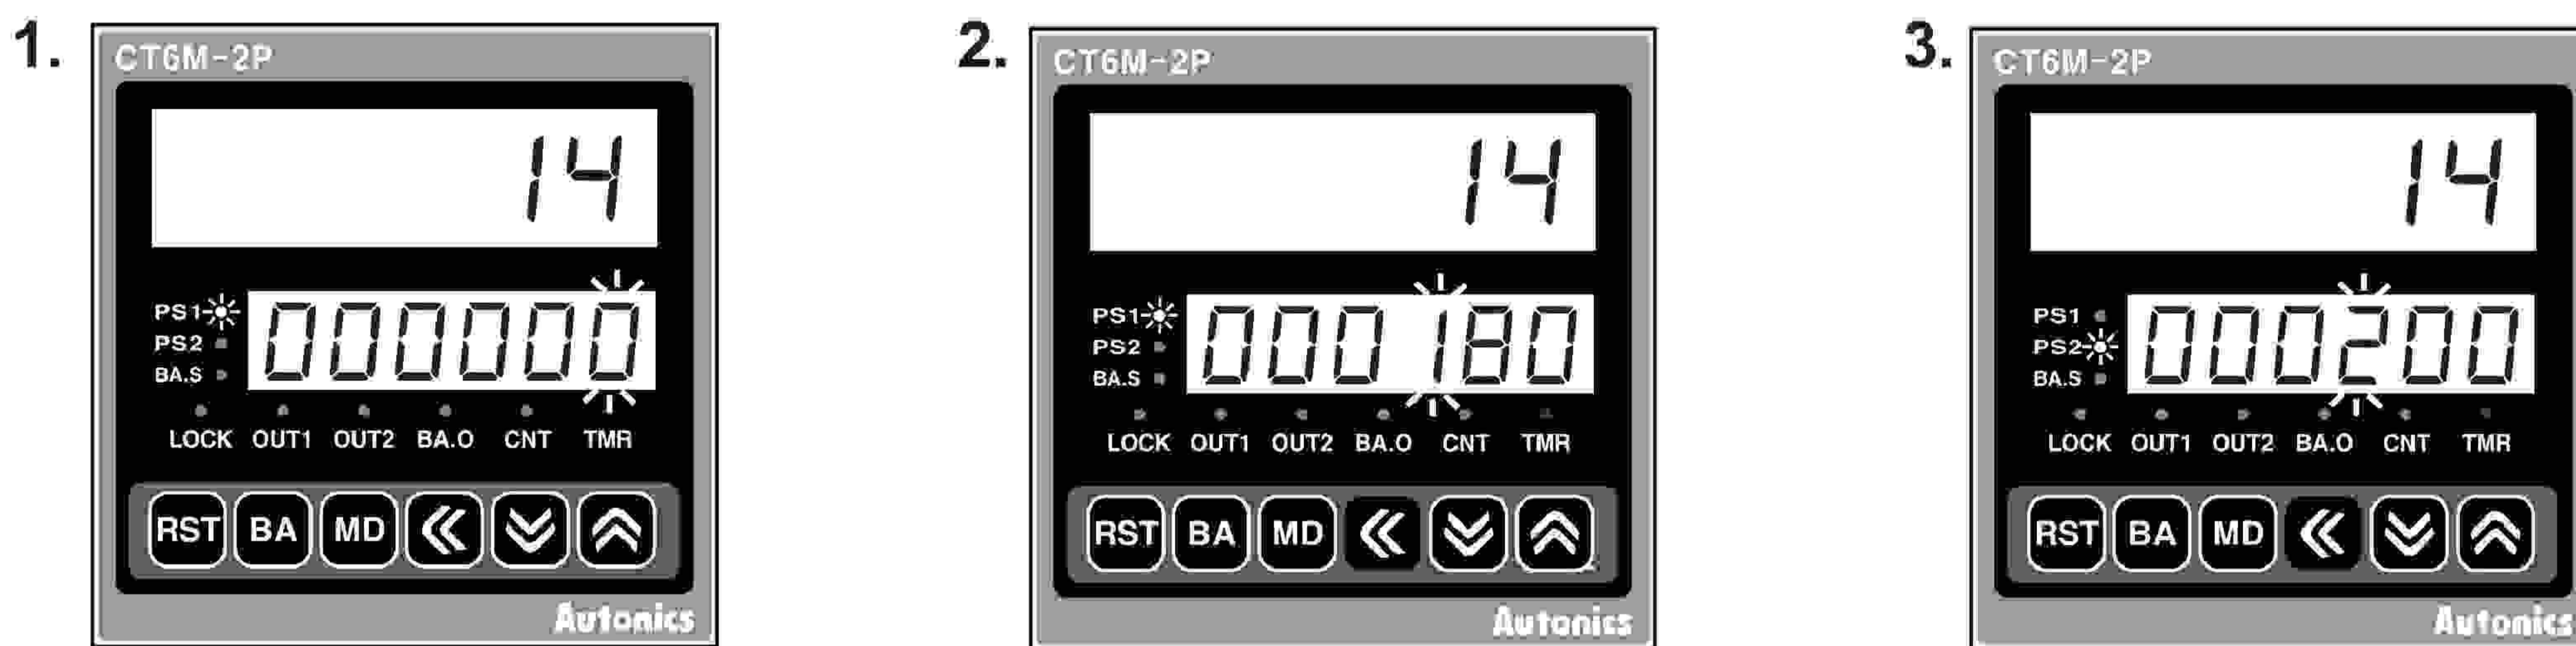 1.
CT6M-2P
14
PS1 000000
PS2
BA.S
LOCK OUT1 OUT2 BA.O CNT TMR
RST BA MD
Autonics
2.
CT6M-2P
14
PS1 000180
PS2
BA.S
LOCK OUT1 OUT2 BA.O CNT TMR
RST BA MD
Autonics
3.
CT6M-2P
14
PS1
PS2 000200
BA.S
LOCK OUT1 OUT2 BA.O CNT TMR
RST BA MD
Autonics